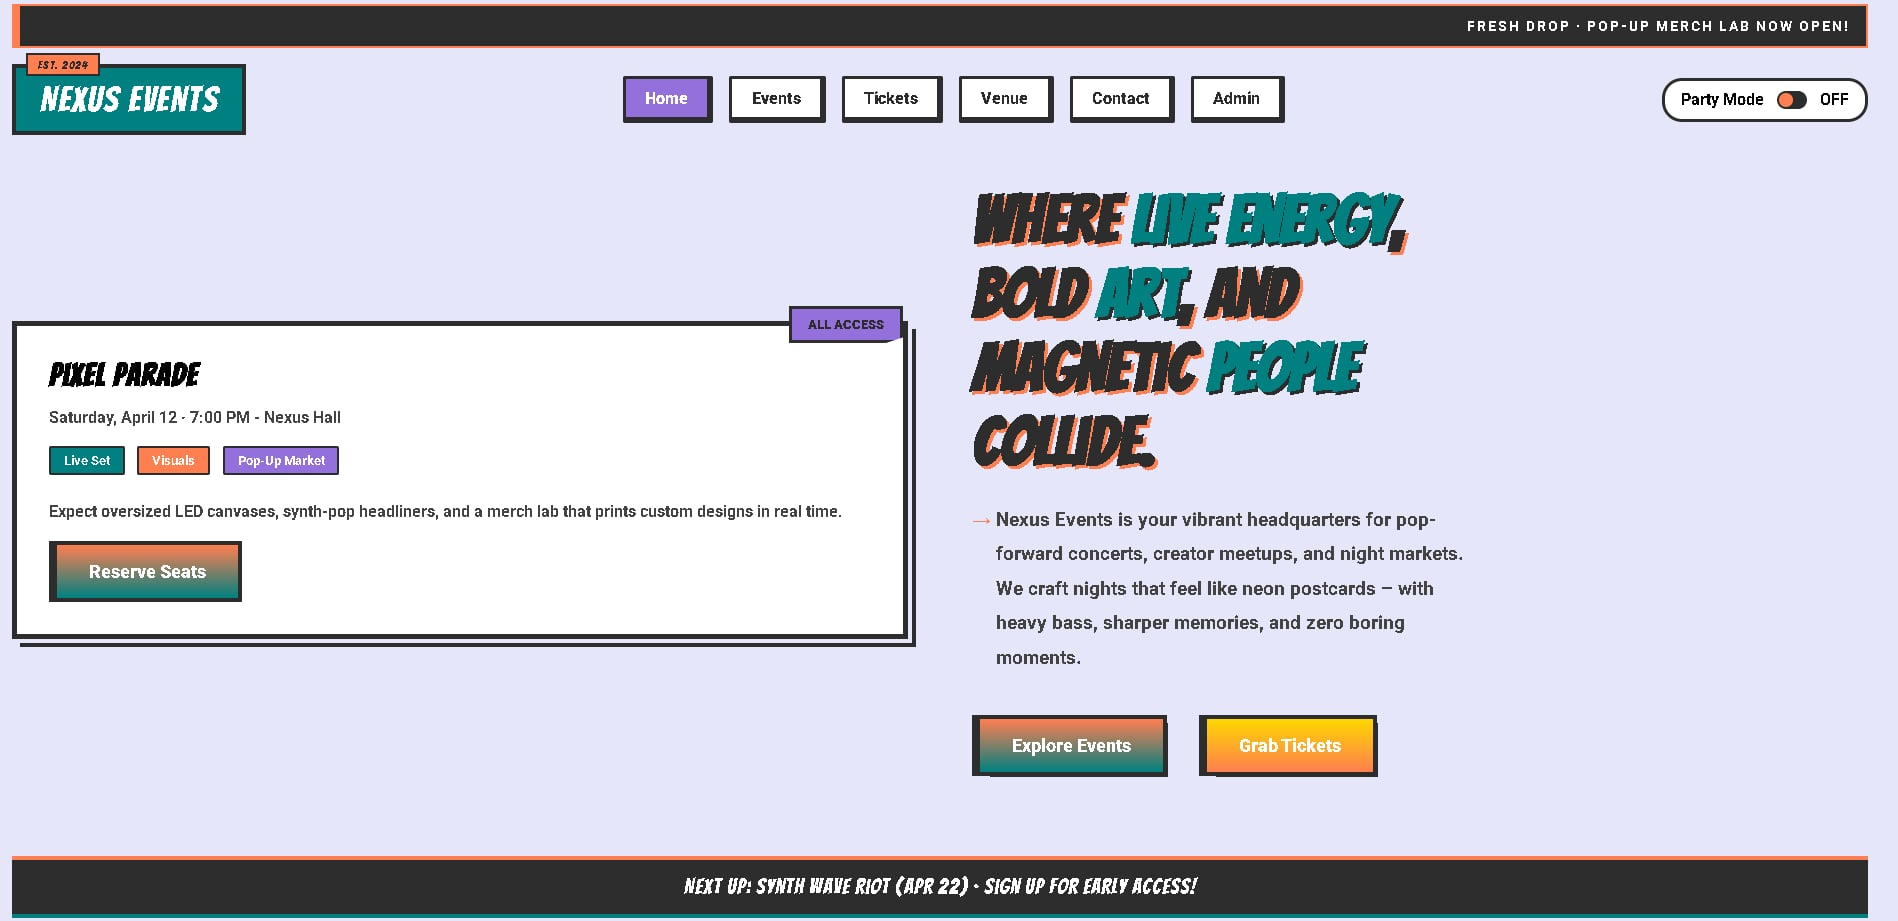 FRESH DROP · POP-UP MERCH LAB NOW OPEN!
EST. 2024
NEXUS EVENTS
Home
Events
Tickets
Venue
Contact
Admin
Party Mode
OFF
ALL ACCESS
PIXEL PARADE
Saturday, April 12 · 7:00 PM - Nexus Hall
Live Set
Visuals
Pop-Up Market
Expect oversized LED canvases, synth-pop headliners, and a merch lab that prints custom designs in real time.
Reserve Seats
WHERE LIVE ENERGY,
BOLD ART, AND
MAGNETIC PEOPLE
COLLIDE.
→ Nexus Events is your vibrant headquarters for pop-
forward concerts, creator meetups, and night markets.
We craft nights that feel like neon postcards – with
heavy bass, sharper memories, and zero boring
moments.
Explore Events
Grab Tickets
NEXT UP: SYNTH WAVE RIOT (APR 22) · SIGN UP FOR EARLY ACCESS!